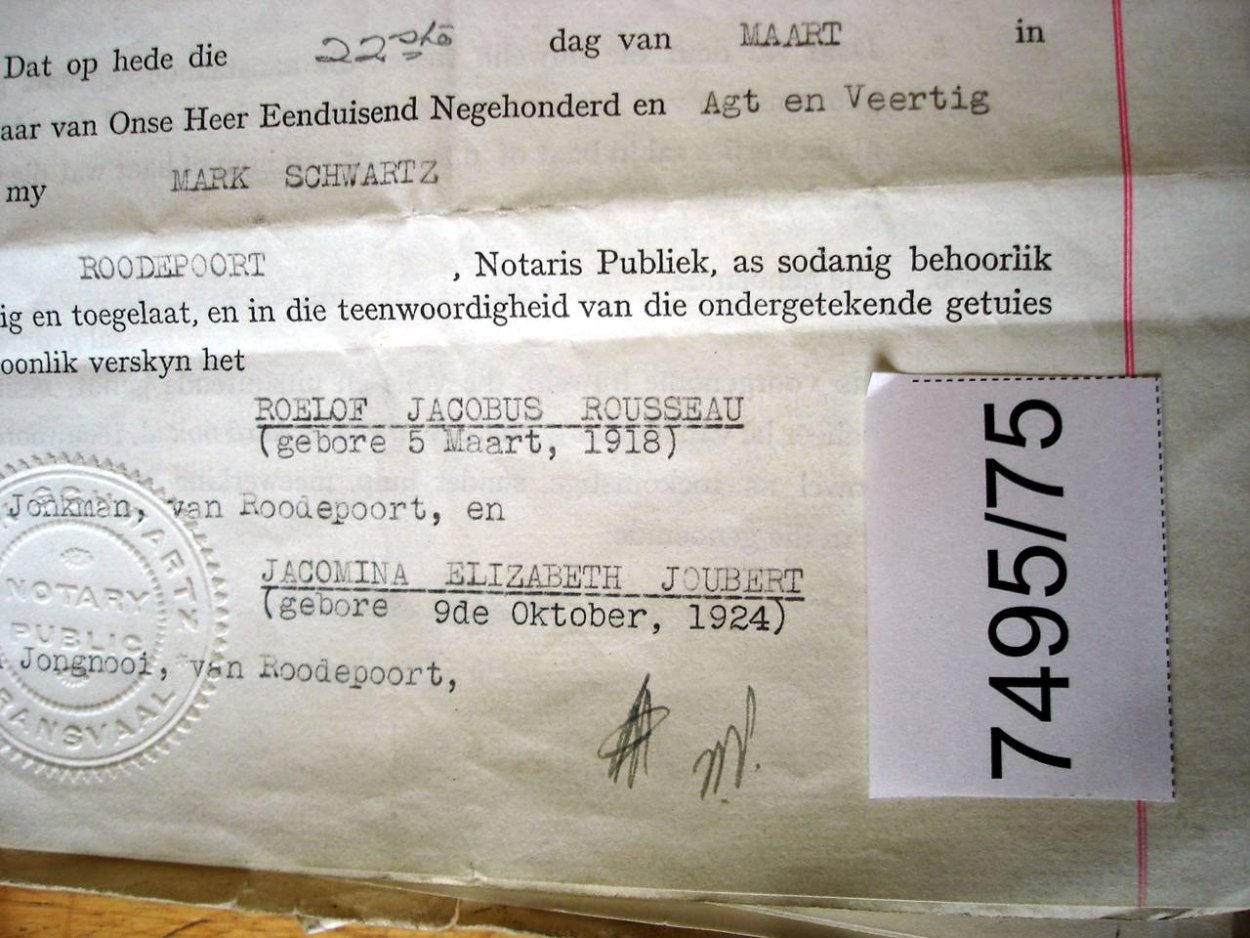 Dat op hede die 22ste dag van MAART in
aar van Onse Heer Eenduisend Negehonderd en Agt en Veertig
my MARK SCHWARTZ
ROODEPOORT , Notaris Publiek, as sodanig behoorlik
ig en toegelaat, en in die teenwoordigheid van die ondergetekende getuies
oonlik verskyn het
ROELOF JACOBUS ROUSSEAU
(gebore 5 Maart, 1918)
Jonkman, van Roodepoort, en
JACOMINA ELIZABETH JOUBERT
(gebore 9de Oktober, 1924)
Jongnooi, van Roodepoort,
SCHWARTZ
NOTARY
PUBLIC
RANSVAAL
7495/75